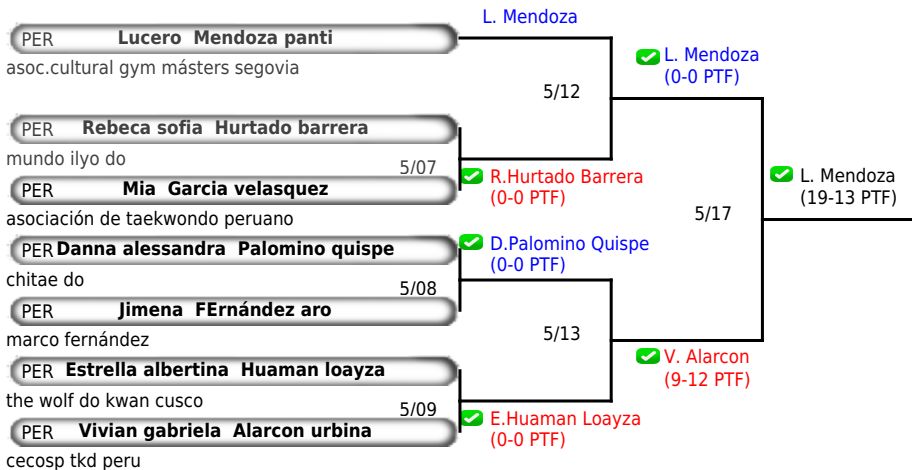 L. Mendoza
PER Lucero Mendoza panti
asoc.cultural gym másters segovia
L. Mendoza
(0-0 PTF)
5/12
PER Rebeca sofia Hurtado barrera
mundo ilyo do
5/07
R.Hurtado Barrera
(0-0 PTF)
PER Mia Garcia velasquez
asociación de taekwondo peruano
L. Mendoza
(19-13 PTF)
5/17
PER Danna alessandra Palomino quispe
D.Palomino Quispe
(0-0 PTF)
chitae do
5/08
PER Jimena FErnández aro
marco fernández
5/13
V. Alarcon
(9-12 PTF)
PER Estrella albertina Huaman loayza
the wolf do kwan cusco
5/09
E.Huaman Loayza
(0-0 PTF)
PER Vivian gabriela Alarcon urbina
cecosp tkd peru